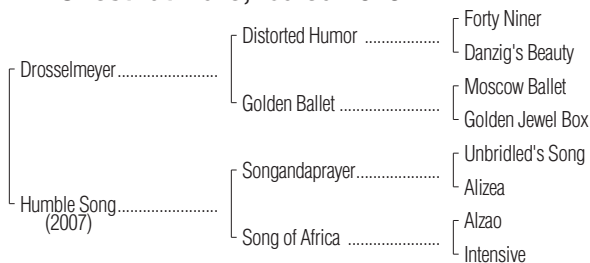 Forty Niner
Distorted Humor ....................
Danzig's Beauty
Drosselmeyer.......................
Moscow Ballet
Golden Ballet .......................
Golden Jewel Box
Unbridled's Song
Songandaprayer...................
Alizea
Humble Song.......................
(2007)
Alzao
Song of Africa .....................
Intensive